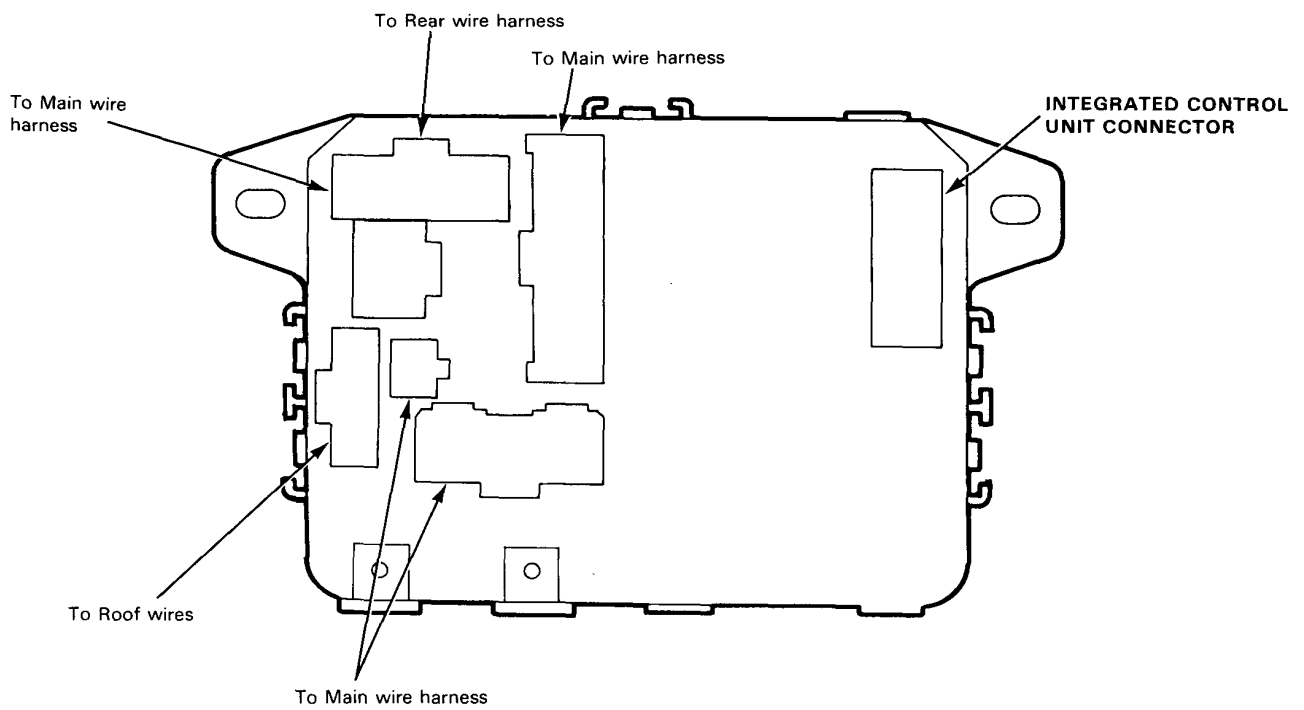 To Rear wire harness
To Main wire harness
To Main wire
harness
INTEGRATED CONTROL
UNIT CONNECTOR
To Roof wires
To Main wire harness